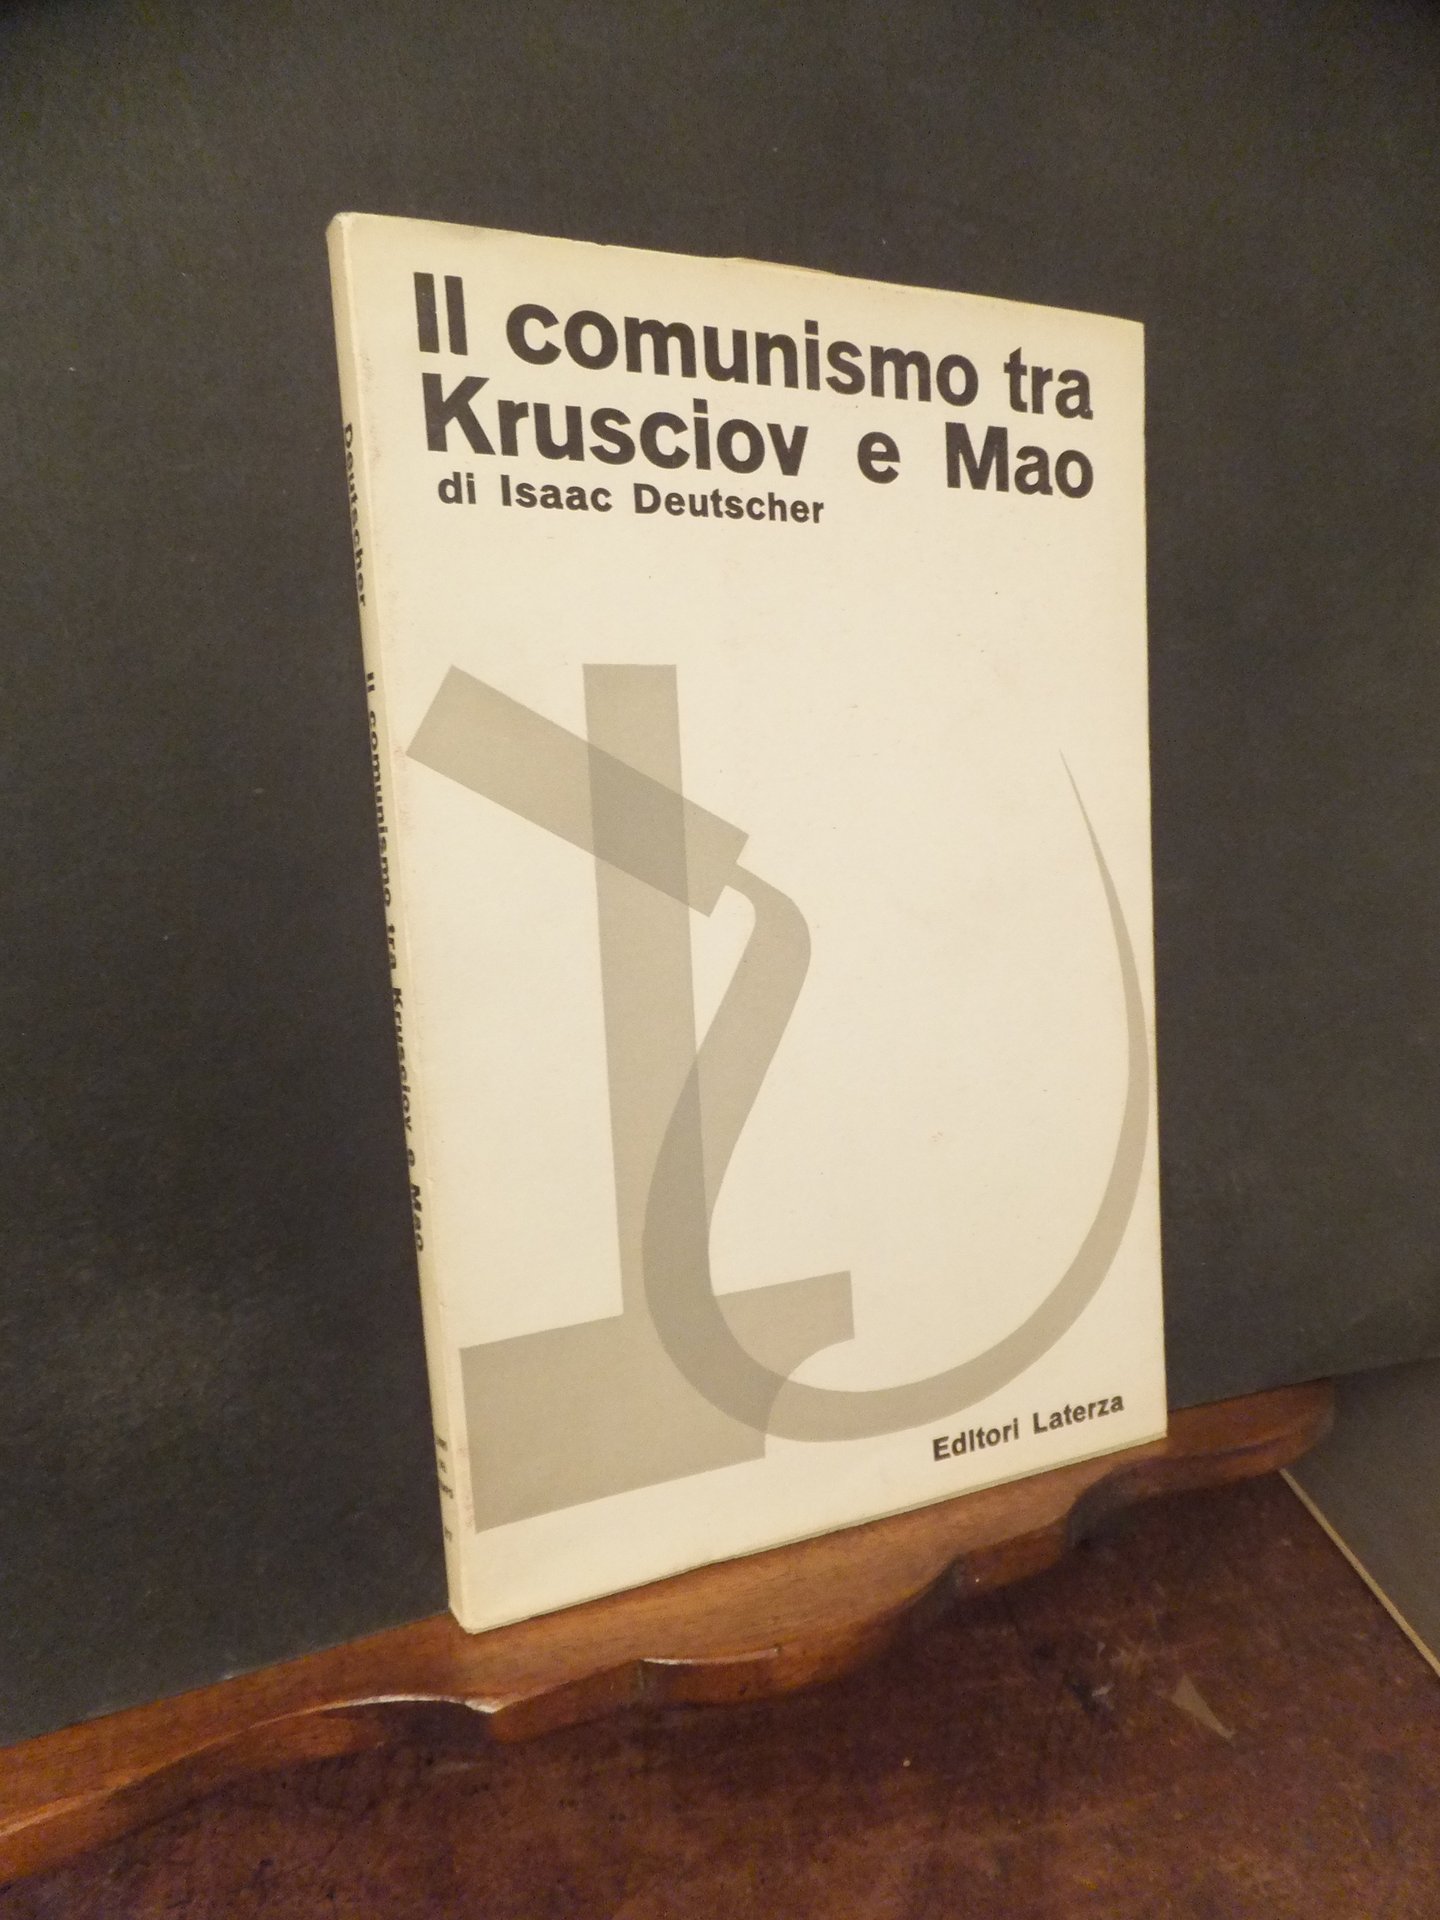 Il comunismo tra
Krusciov e Mao
di Isaac Deutscher
Editori Laterza
Deutscher Il comunismo tra Krusciov e Mao